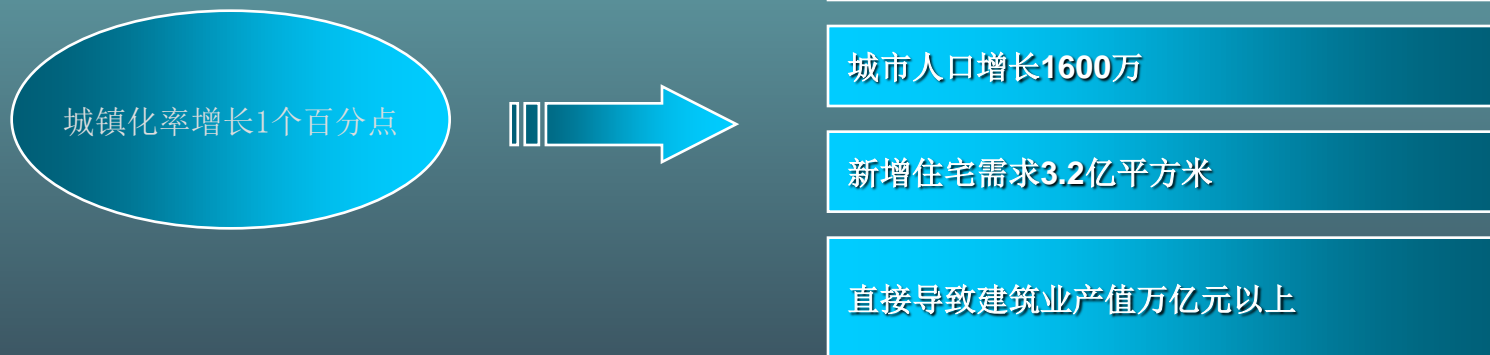 城镇化率增长1个百分点
城市人口增长1600万
新增住宅需求3.2亿平方米
直接导致建筑业产值万亿元以上